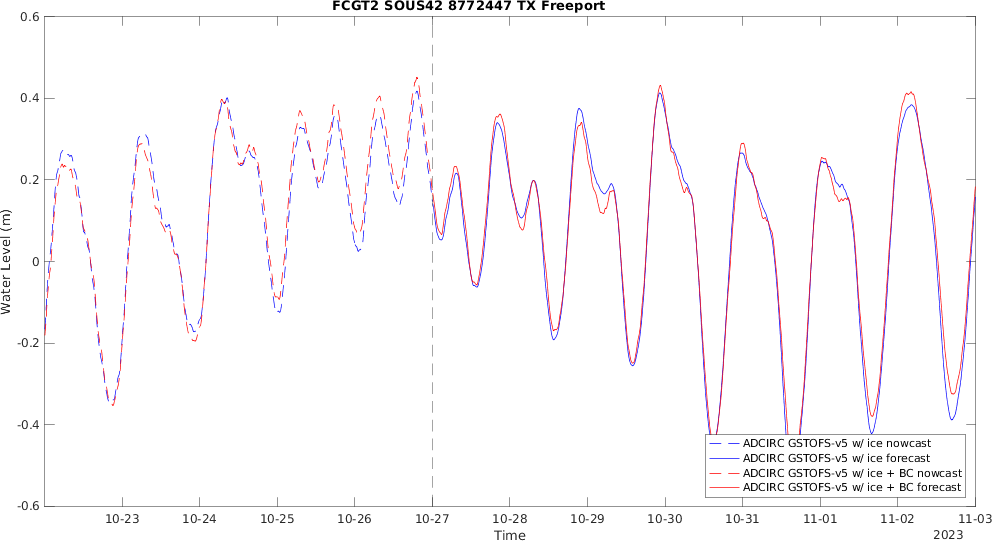 FCGT2 SOUS42 8772447 TX Freeport
0.6
0.4
0.2
0
-0.2
-0.4
-0.6
Water Level (m)
10-23
10-24
10-25
10-26
10-27
10-28
10-29
10-30
10-31
11-01
11-02
11-03
Time
2023
ADCIRC GSTOFS-v5 w/ ice nowcast
ADCIRC GSTOFS-v5 w/ ice forecast
ADCIRC GSTOFS-v5 w/ ice + BC nowcast
ADCIRC GSTOFS-v5 w/ ice + BC forecast